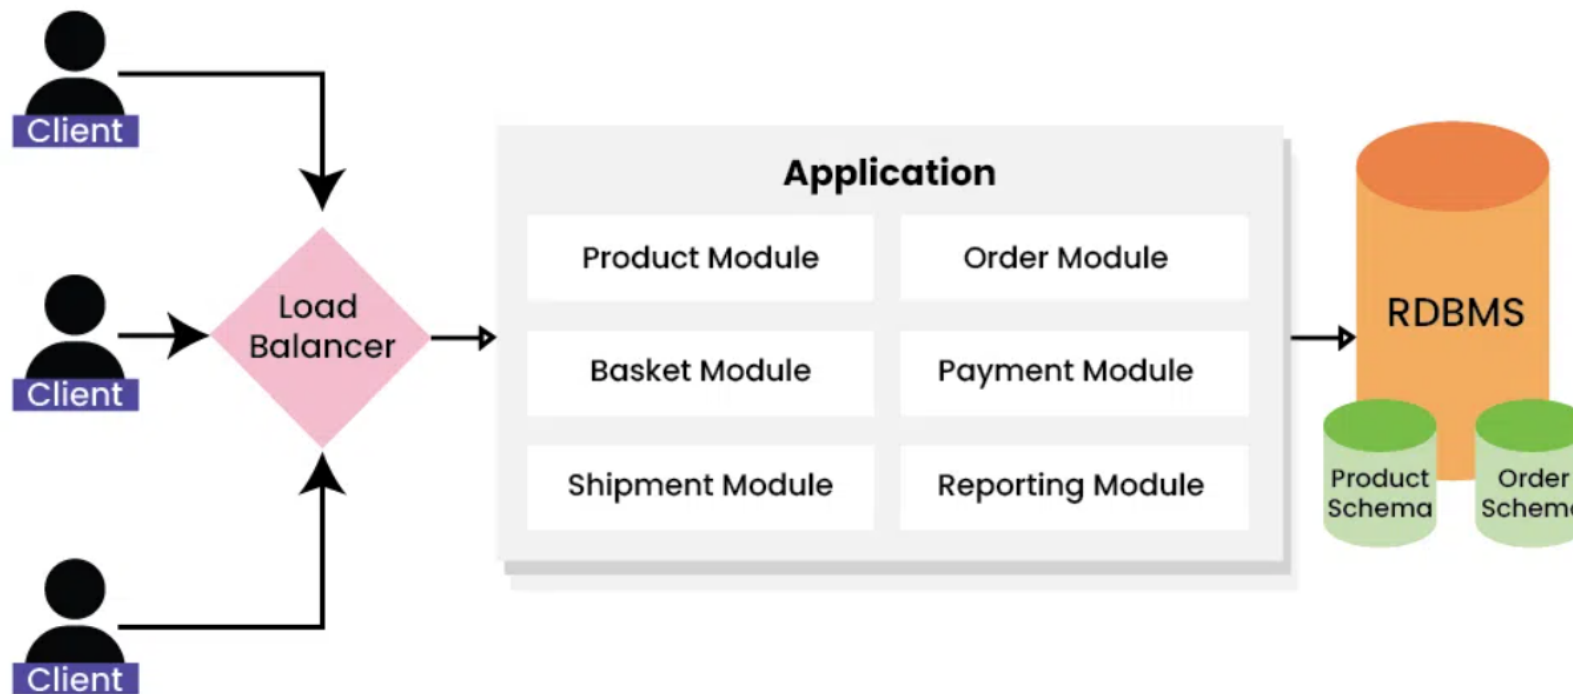 Client
Client
Client
Load
Balancer
Application
Product Module
Order Module
Basket Module
Payment Module
Shipment Module
Reporting Module
RDBMS
Product
Schema
Order